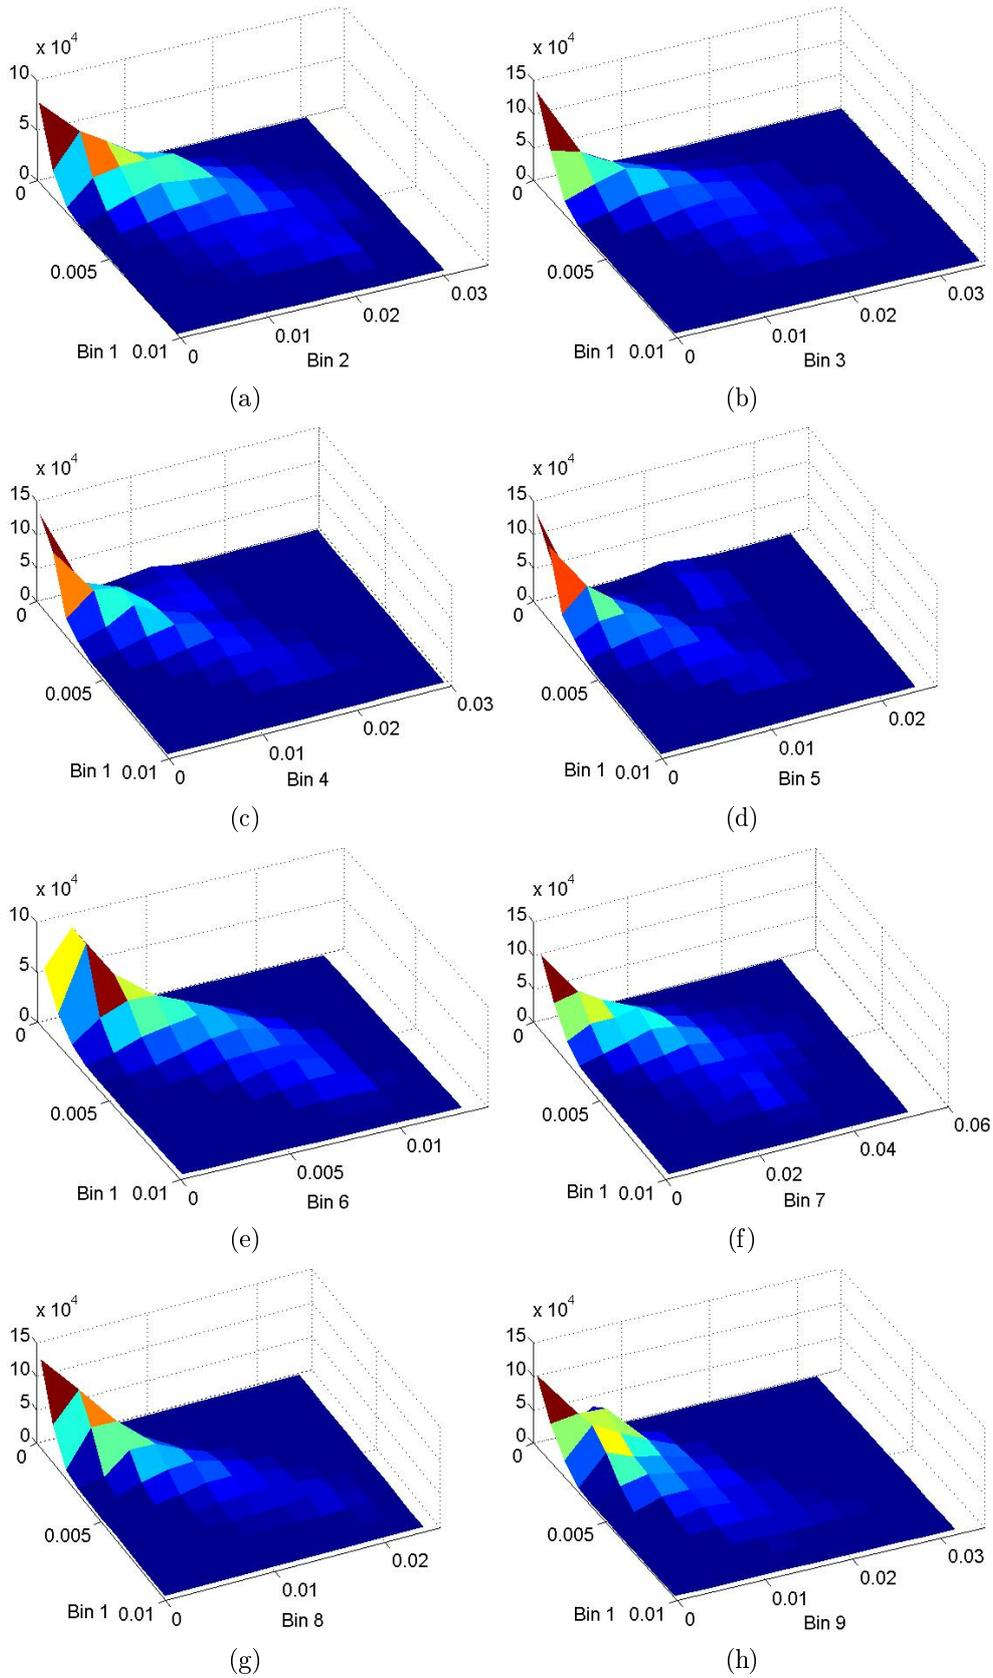 x 10^4
x 10^4
10
15
5
10
0
5
0
0
0
0.005
0.005
0.03
0.03
0.02
0.02
0.01
0.01
Bin 1 0.01 0
Bin 2
Bin 1 0.01 0
Bin 3
(a)
(b)
x 10^4
x 10^4
15
15
10
10
5
5
0
0
0
0
0.005
0.005
0.03
0.02
0.02
0.01
0.01
Bin 1 0.01 0
Bin 4
Bin 1 0.01 0
Bin 5
(c)
(d)
x 10^4
x 10^4
10
15
5
10
0
5
0
0
0
0.005
0.005
0.06
0.01
0.04
0.005
0.02
Bin 1 0.01 0
Bin 6
Bin 1 0.01 0
Bin 7
(e)
(f)
x 10^4
x 10^4
15
15
10
10
5
5
0
0
0
0
0.005
0.005
0.03
0.02
0.02
0.01
0.01
Bin 1 0.01 0
Bin 8
Bin 1 0.01 0
Bin 9
(g)
(h)